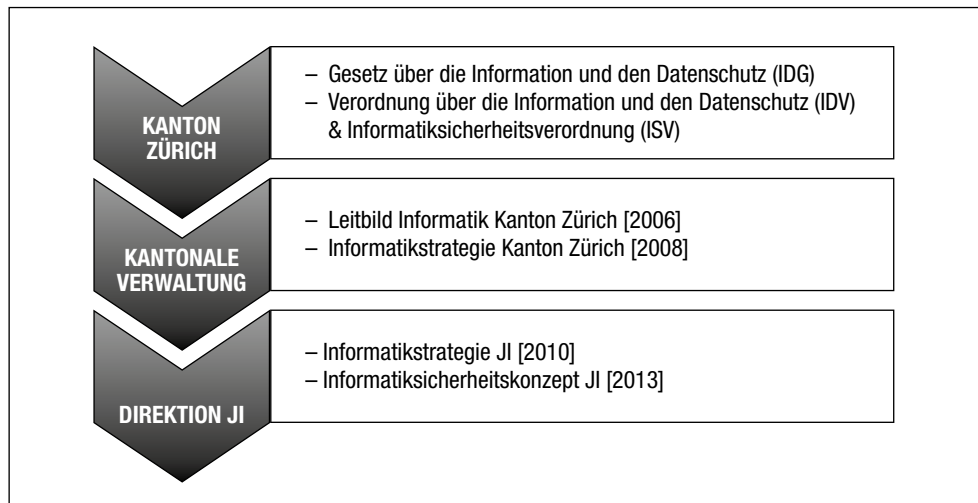 KANTON
ZÜRICH
– Gesetz über die Information und den Datenschutz (IDG)
– Verordnung über die Information und den Datenschutz (IDV)
& Informatiksicherheitsverordnung (ISV)
KANTONALE
VERWALTUNG
– Leitbild Informatik Kanton Zürich [2006]
– Informatikstrategie Kanton Zürich [2008]
DIREKTION JI
– Informatikstrategie JI [2010]
– Informatiksicherheitskonzept JI [2013]